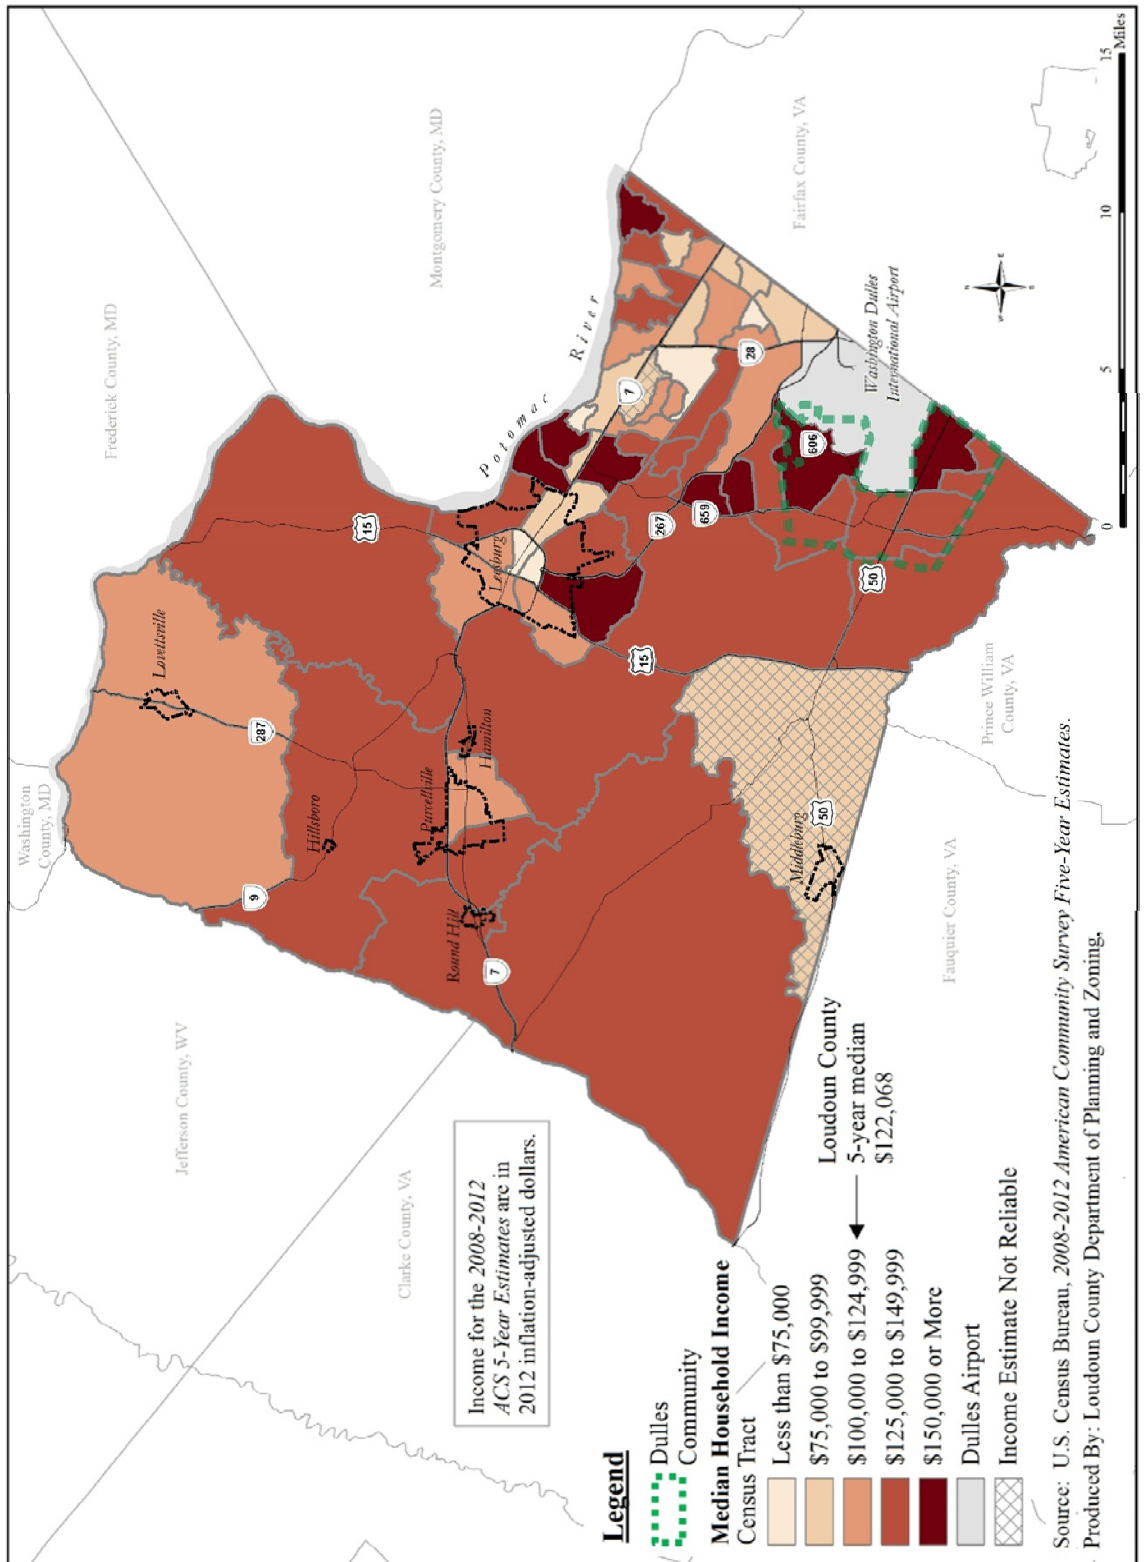 Washington
County, MD
Frederick County, MD
Montgomery County, MD
Jefferson County, WV
Clarke County, VA
Fairfax County, VA
Prince William
County, VA
Fauquier County, VA
Potomac River
Lovettsville
Hillsboro
Purcellville
Hamilton
Round Hill
Leesburg
Middleburg
Washington Dulles
International Airport
9
287
15
7
7
28
267
659
606
15
50
50
N
E
S
W
0
5
10
15
Miles
Income for the 2008-2012
ACS 5-Year Estimates are in
2012 inflation-adjusted dollars.
Legend
Dulles
Community
Median Household Income
Census Tract
Less than $75,000
$75,000 to $99,999
$100,000 to $124,999
$125,000 to $149,999
$150,000 or More
Dulles Airport
Income Estimate Not Reliable
Loudoun County
5-year median
$122,068
Source: U.S. Census Bureau, 2008-2012 American Community Survey Five-Year Estimates.
Produced By: Loudoun County Department of Planning and Zoning,